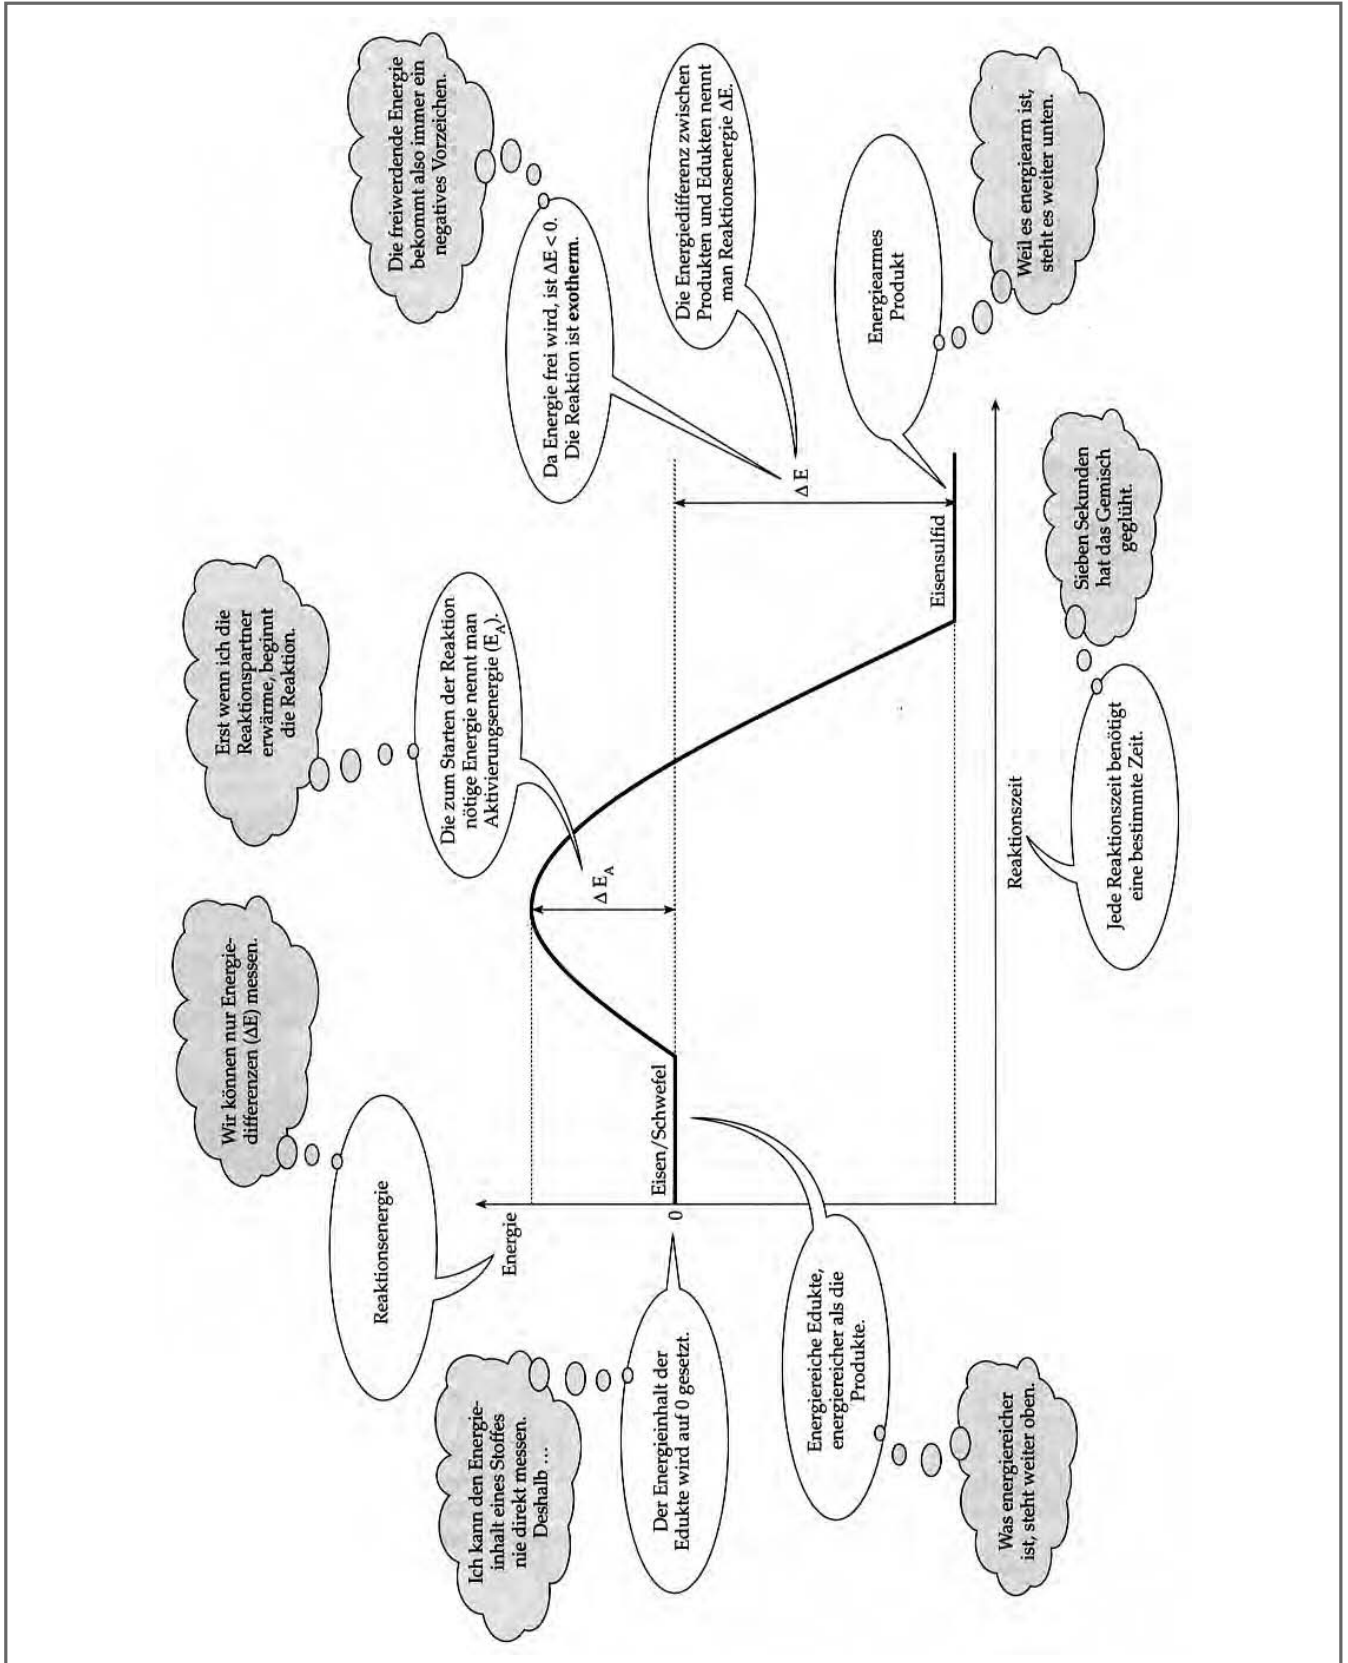 Ich kann den Energie-
inhalt eines Stoffes
nie direkt messen.
Deshalb …
Der Energieinhalt der
Edukte wird auf 0 gesetzt.
Reaktionsenergie
Wir können nur Energie-
differenzen (ΔE) messen.
Erst wenn ich die
Reaktionspartner
erwärme, beginnt
die Reaktion.
Die zum Starten der Reaktion
nötige Energie nennt man
Aktivierungsenergie (E_A).
Die freiwerdende Energie
bekommt also immer ein
negatives Vorzeichen.
Da Energie frei wird, ist ΔE < 0.
Die Reaktion ist exotherm.
Die Energiedifferenz zwischen
Produkten und Edukten nennt
man Reaktionsenergie ΔE.
Energiearmes
Produkt
Weil es energiearm ist,
steht es weiter unten.
Energie
0
Eisen/Schwefel
Δ E_A
Δ E
Eisensulfid
Reaktionszeit
Energiereiche Edukte,
energiereicher als die
Produkte.
Was energiereicher
ist, steht weiter oben.
Jede Reaktionszeit benötigt
eine bestimmte Zeit.
Sieben Sekunden
hat das Gemisch
geglüht.